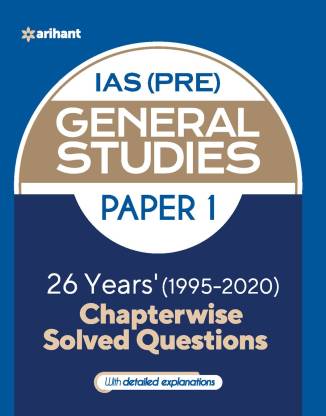 arihant
IAS (PRE)
GENERAL
STUDIES
PAPER 1
26 Years' (1995-2020)
Chapterwise
Solved Questions
With detailed explanations